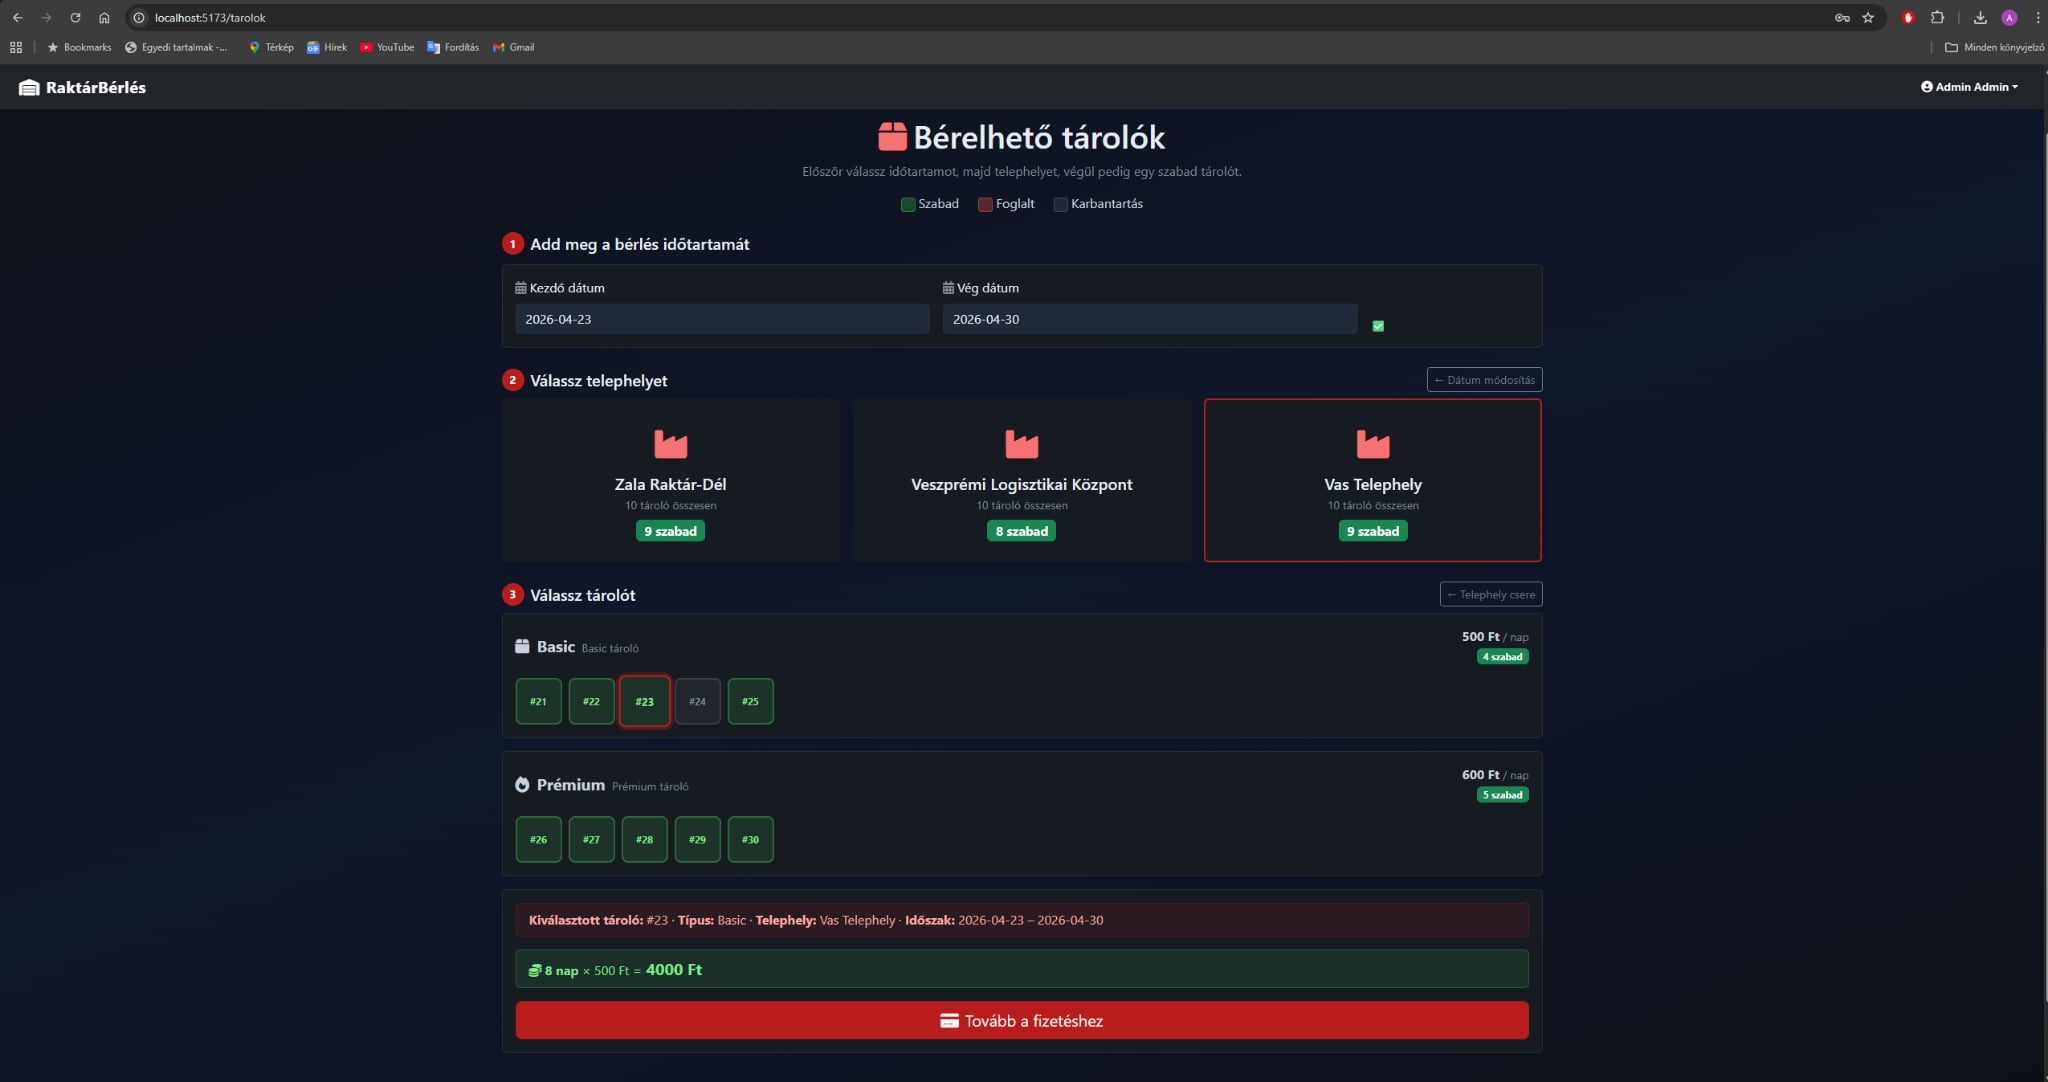 localhost:5173/tarolok
Bookmarks Egyedi tartalmak -... Térkép Hírek YouTube Fordítás Gmail Minden könyvjelző
RaktárBérlés Admin Admin
Bérelhető tárolók
Először válassz időtartamot, majd telephelyet, végül pedig egy szabad tárolót.
Szabad Foglalt Karbantartás
1 Add meg a bérlés időtartamát
Kezdő dátum Vég dátum
2026-04-23 2026-04-30
2 Válassz telephelyet ← Dátum módosítás
Zala Raktár-Dél Veszprémi Logisztikai Központ Vas Telephely
10 tároló összesen 10 tároló összesen 10 tároló összesen
9 szabad 8 szabad 9 szabad
3 Válassz tárolót ← Telephely csere
Basic Basic tároló 500 Ft / nap
4 szabad
#21 #22 #23 #24 #25
Prémium Prémium tároló 600 Ft / nap
5 szabad
#26 #27 #28 #29 #30
Kiválasztott tároló: #23 · Típus: Basic · Telephely: Vas Telephely · Időszak: 2026-04-23 – 2026-04-30
8 nap × 500 Ft = 4000 Ft
Tovább a fizetéshez